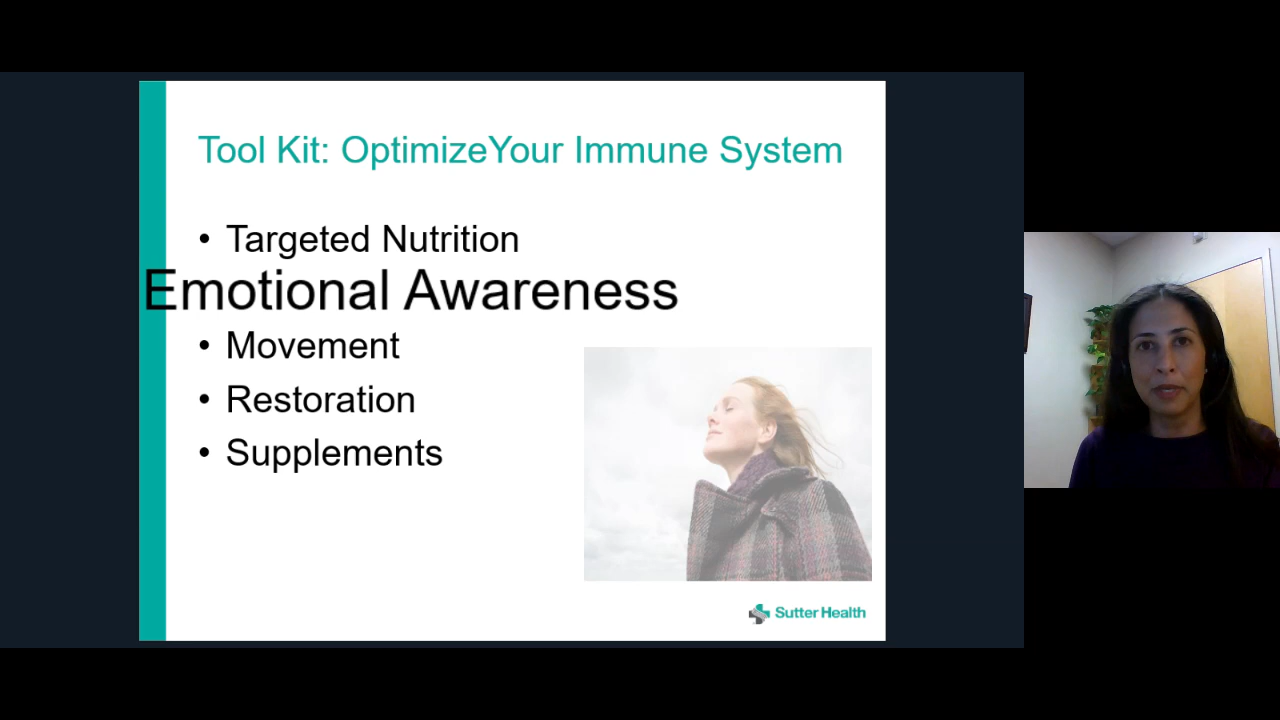 Tool Kit: OptimizeYour Immune System
• Targeted Nutrition
Emotional Awareness
• Movement
• Restoration
• Supplements
Sutter Health